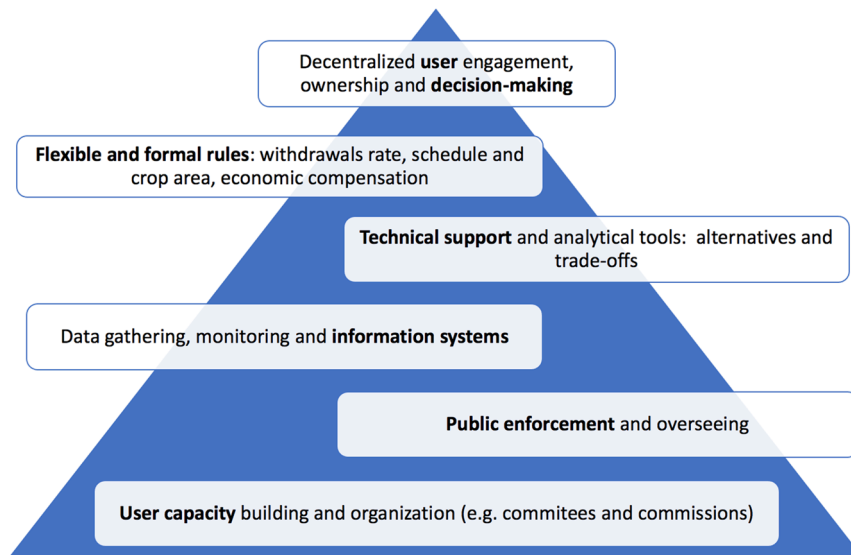 Decentralized user engagement,
ownership and decision-making
Flexible and formal rules: withdrawals rate, schedule and
crop area, economic compensation
Technical support and analytical tools:  alternatives and
trade-offs
Data gathering, monitoring and information systems
Public enforcement and overseeing
User capacity building and organization (e.g. commitees and commissions)